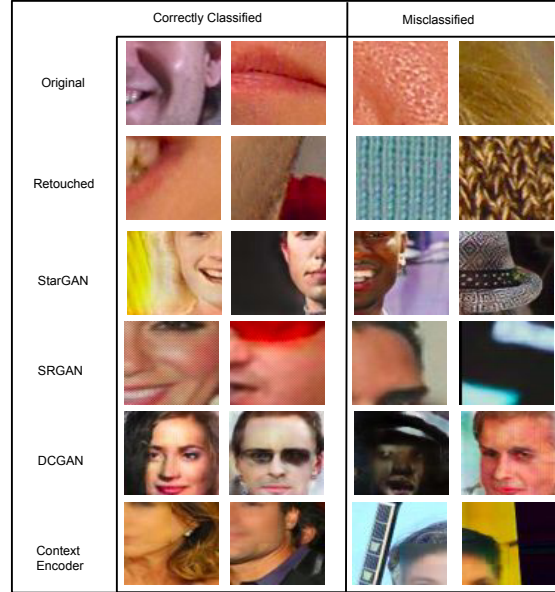 Correctly Classified
Misclassified
Original
Retouched
StarGAN
SRGAN
DCGAN
Context
Encoder